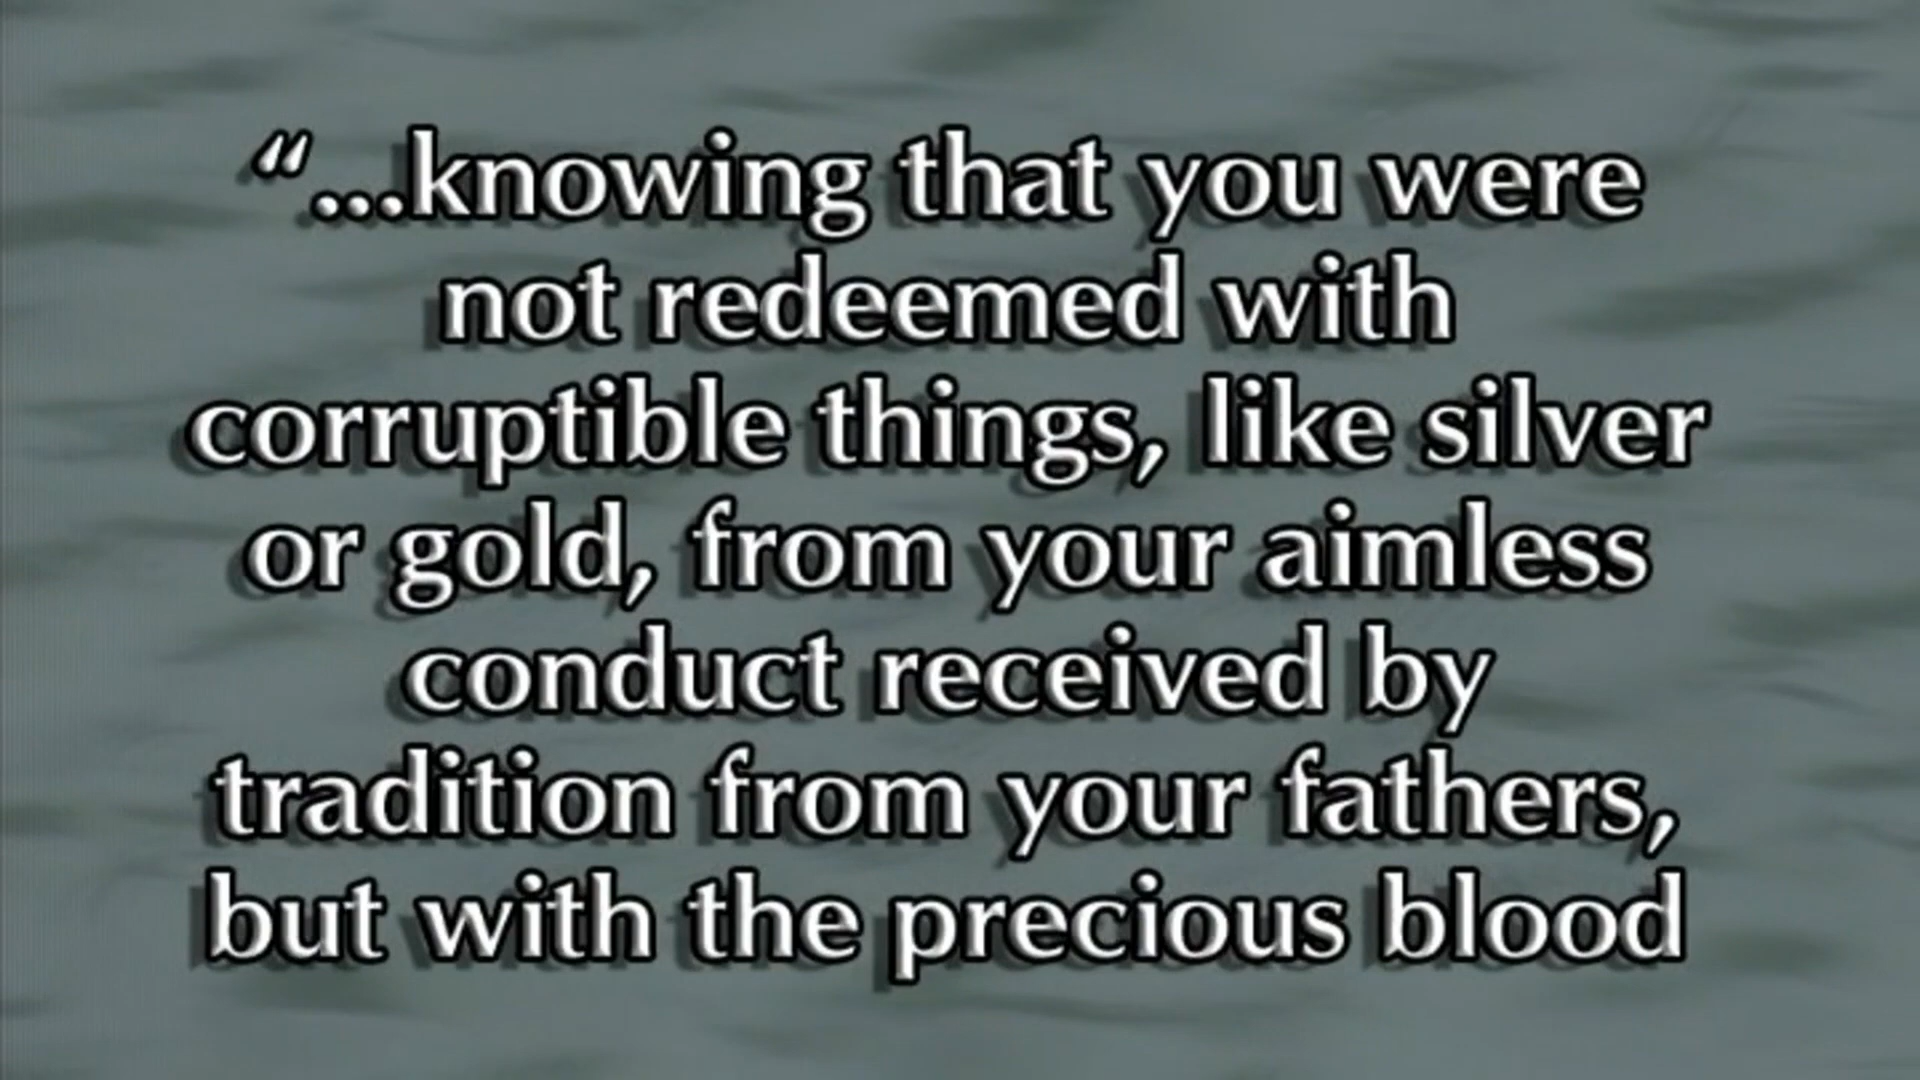 “...knowing that you were
not redeemed with
corruptible things, like silver
or gold, from your aimless
conduct received by
tradition from your fathers,
but with the precious blood